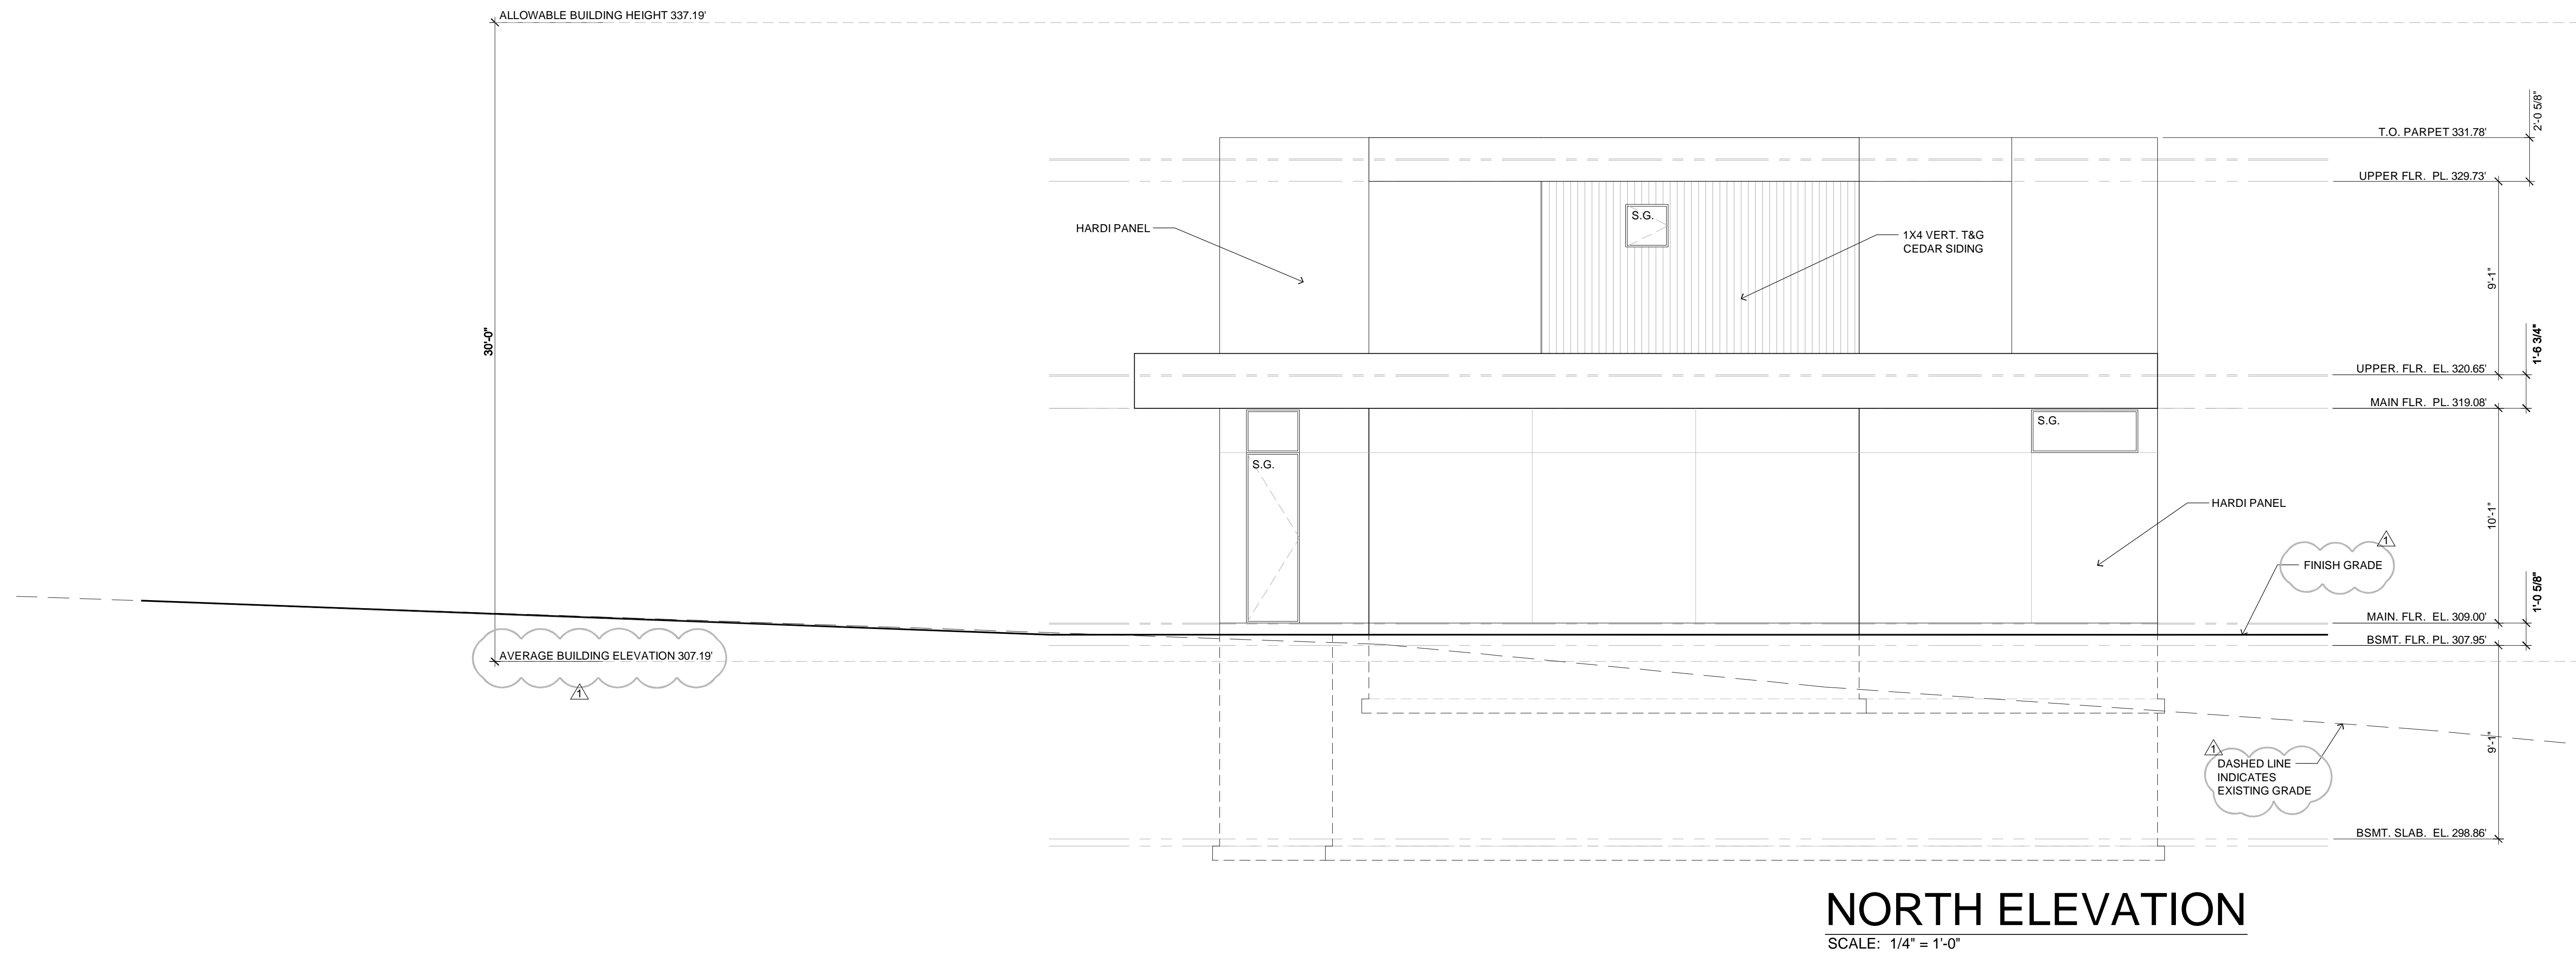 ALLOWABLE BUILDING HEIGHT 337.19'
2'-0 5/8"
T.O. PARPET 331.78'
UPPER FLR. PL. 329.73'
S.G.
HARDI PANEL
1X4 VERT. T&G
CEDAR SIDING
9'-1"
30'-0"
1'-6 3/4"
UPPER. FLR. EL. 320.65'
MAIN FLR. PL. 319.08'
S.G.
S.G.
HARDI PANEL
10'-1"
1
FINISH GRADE
1'-0 5/8"
MAIN. FLR. EL. 309.00'
BSMT. FLR. PL. 307.95'
AVERAGE BUILDING ELEVATION 307.19'
1
9'-1"
1
DASHED LINE
INDICATES
EXISTING GRADE
BSMT. SLAB. EL. 298.86'
NORTH ELEVATION
SCALE: 1/4" = 1'-0"